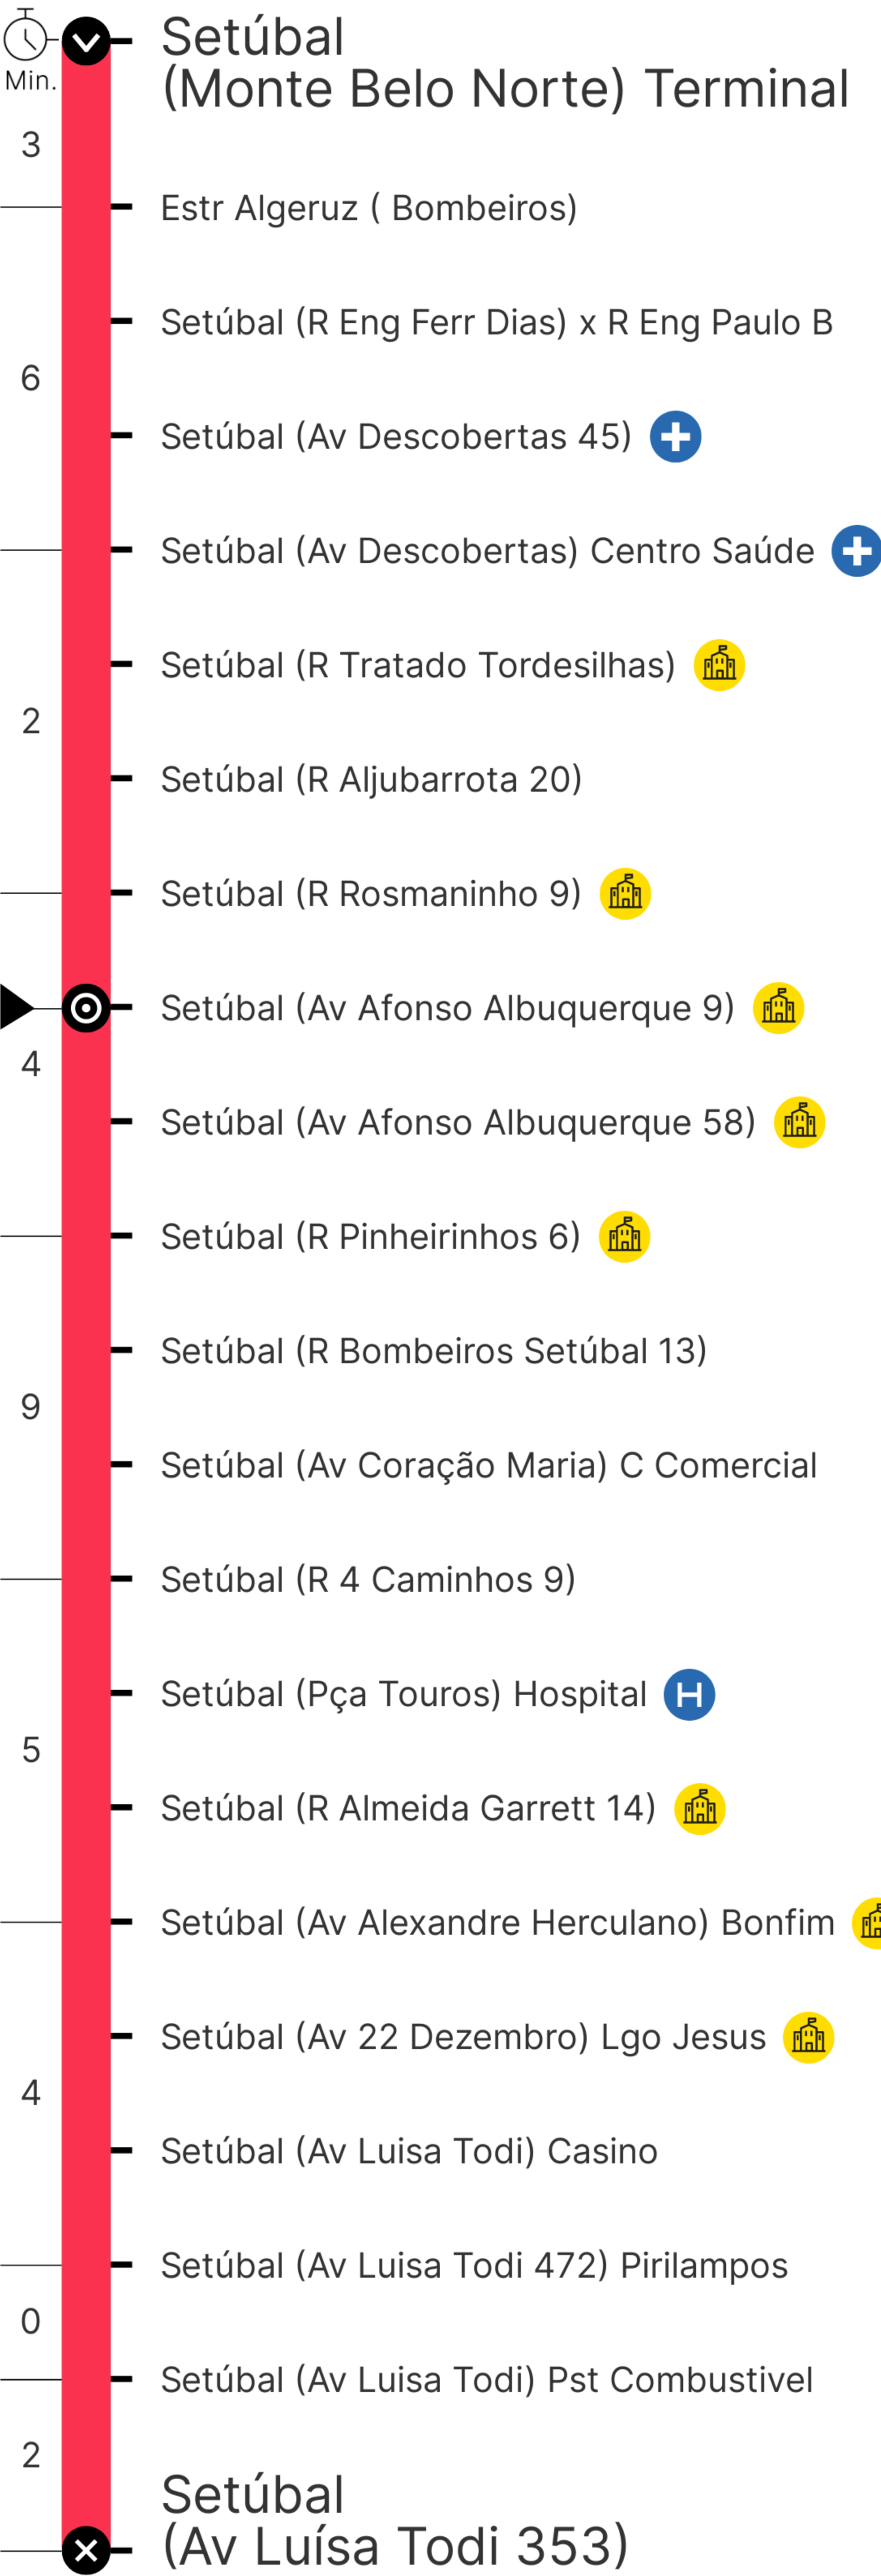 Setúbal
(Monte Belo Norte) Terminal
Min.
3
Estr Algeruz ( Bombeiros)
Setúbal (R Eng Ferr Dias) x R Eng Paulo B
6
Setúbal (Av Descobertas 45)
Setúbal (Av Descobertas) Centro Saúde
Setúbal (R Tratado Tordesilhas)
2
Setúbal (R Aljubarrota 20)
Setúbal (R Rosmaninho 9)
Setúbal (Av Afonso Albuquerque 9)
4
Setúbal (Av Afonso Albuquerque 58)
Setúbal (R Pinheirinhos 6)
Setúbal (R Bombeiros Setúbal 13)
9
Setúbal (Av Coração Maria) C Comercial
Setúbal (R 4 Caminhos 9)
Setúbal (Pça Touros) Hospital H
5
Setúbal (R Almeida Garrett 14)
Setúbal (Av Alexandre Herculano) Bonfim
Setúbal (Av 22 Dezembro) Lgo Jesus
4
Setúbal (Av Luisa Todi) Casino
Setúbal (Av Luisa Todi 472) Pirilampos
0
Setúbal (Av Luisa Todi) Pst Combustivel
2
Setúbal
(Av Luísa Todi 353)